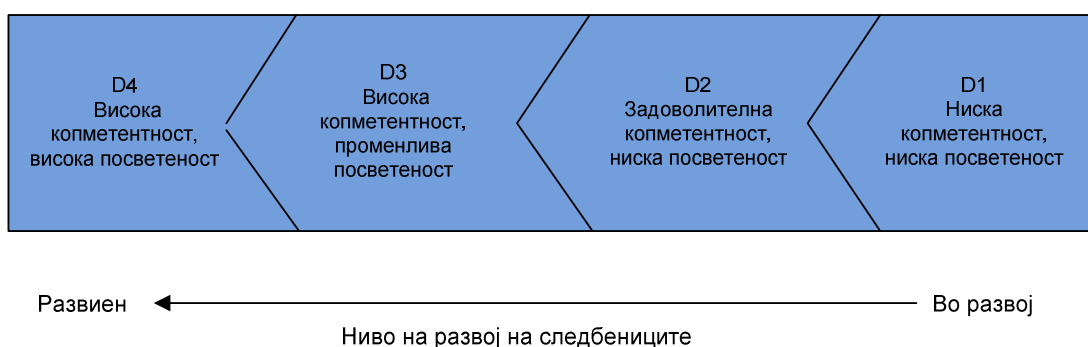 D4
Висока
копметентност,
висока посветеност
D3
Висока
копметентност,
променлива
посветеност
D2
Задоволителна
копметентност,
ниска посветеност
D1
Ниска
копметентност,
ниска посветеност
Развиен
Во развој
Ниво на развој на следбениците